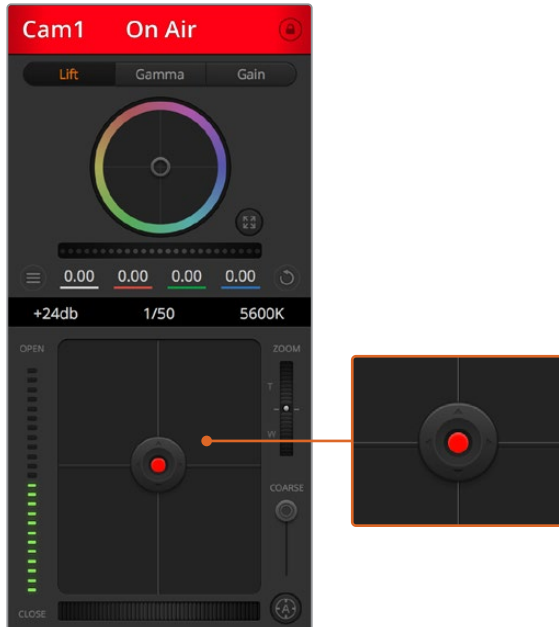 Cam1 On Air
Lift Gamma Gain
0.00 0.00 0.00 0.00
+24db 1/50 5600K
OPEN ZOOM
T
W
COARSE
A
CLOSE